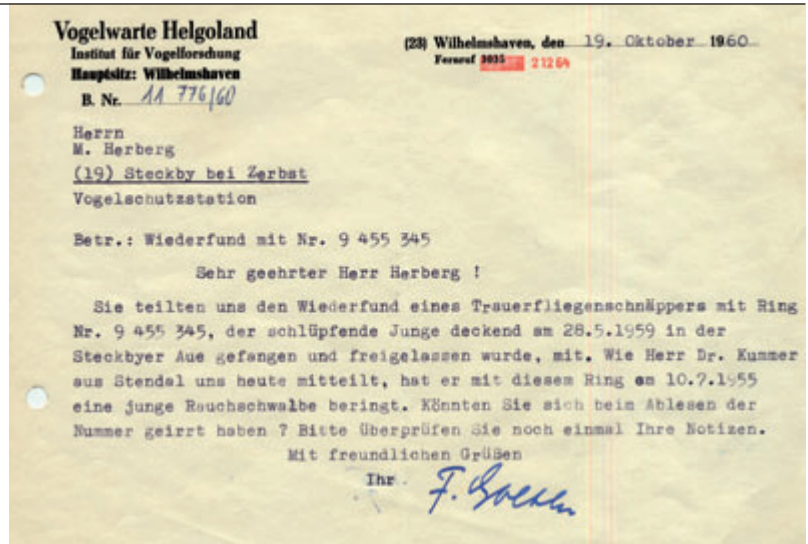 Vogelwarte Helgoland
Institut für Vogelforschung
Hauptsitz: Wilhelmshaven
B. Nr. 11 776/60
(23) Wilhelmshaven, den 19. Oktober 1960
Fernruf 3035 21264
Herrn
M. Herberg
(19) Steckby bei Zerbst
Vogelschutzstation
Betr.: Wiederfund mit Nr. 9 455 345
Sehr geehrter Herr Herberg !
Sie teilten uns den Wiederfund eines Trauerfliegenschnäppers mit Ring
Nr. 9 455 345, der schlüpfende Junge deckend am 28.5.1959 in der
Steckbyer Aue gefangen und freigelassen wurde, mit. Wie Herr Dr. Kummer
aus Stendal uns heute mitteilt, hat er mit diesem Ring am 10.7.1955
eine junge Rauchschwalbe beringt. Könnten Sie sich beim Ablesen der
Nummer geirrt haben ? Bitte überprüfen Sie noch einmal Ihre Notizen.
Mit freundlichen Grüßen
Ihr
F.